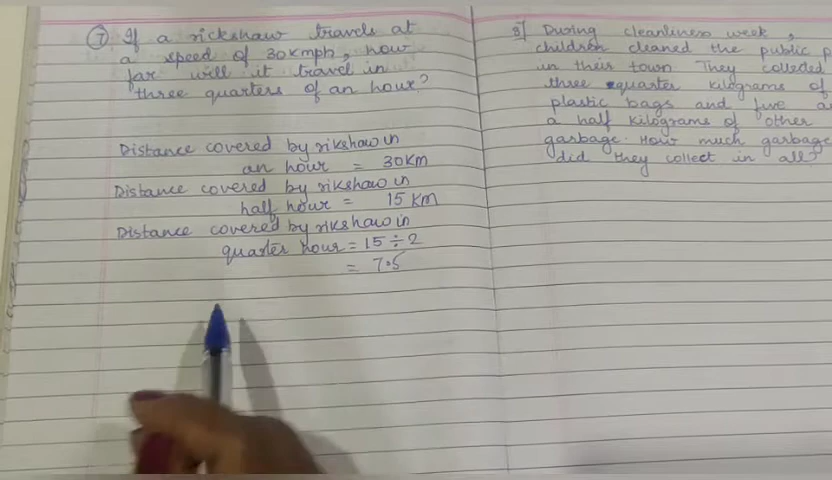 7 If a rickshaw travels at
a speed of 30kmph, how
far will it travel in
three quarters of an hour?
Distance covered by rikshaw in
an hour = 30km
Distance covered by rikshaw in
half hour = 15 km
Distance covered by rikshaw in
quarter hour = 15 ÷ 2
= 7.5
8] During cleanliness week,
children cleaned the public p
in their town They colleded
three quarter kilograms of
plastic bags and five a
a half kilograms of other
garbage. How much garbage
did they collect in all?